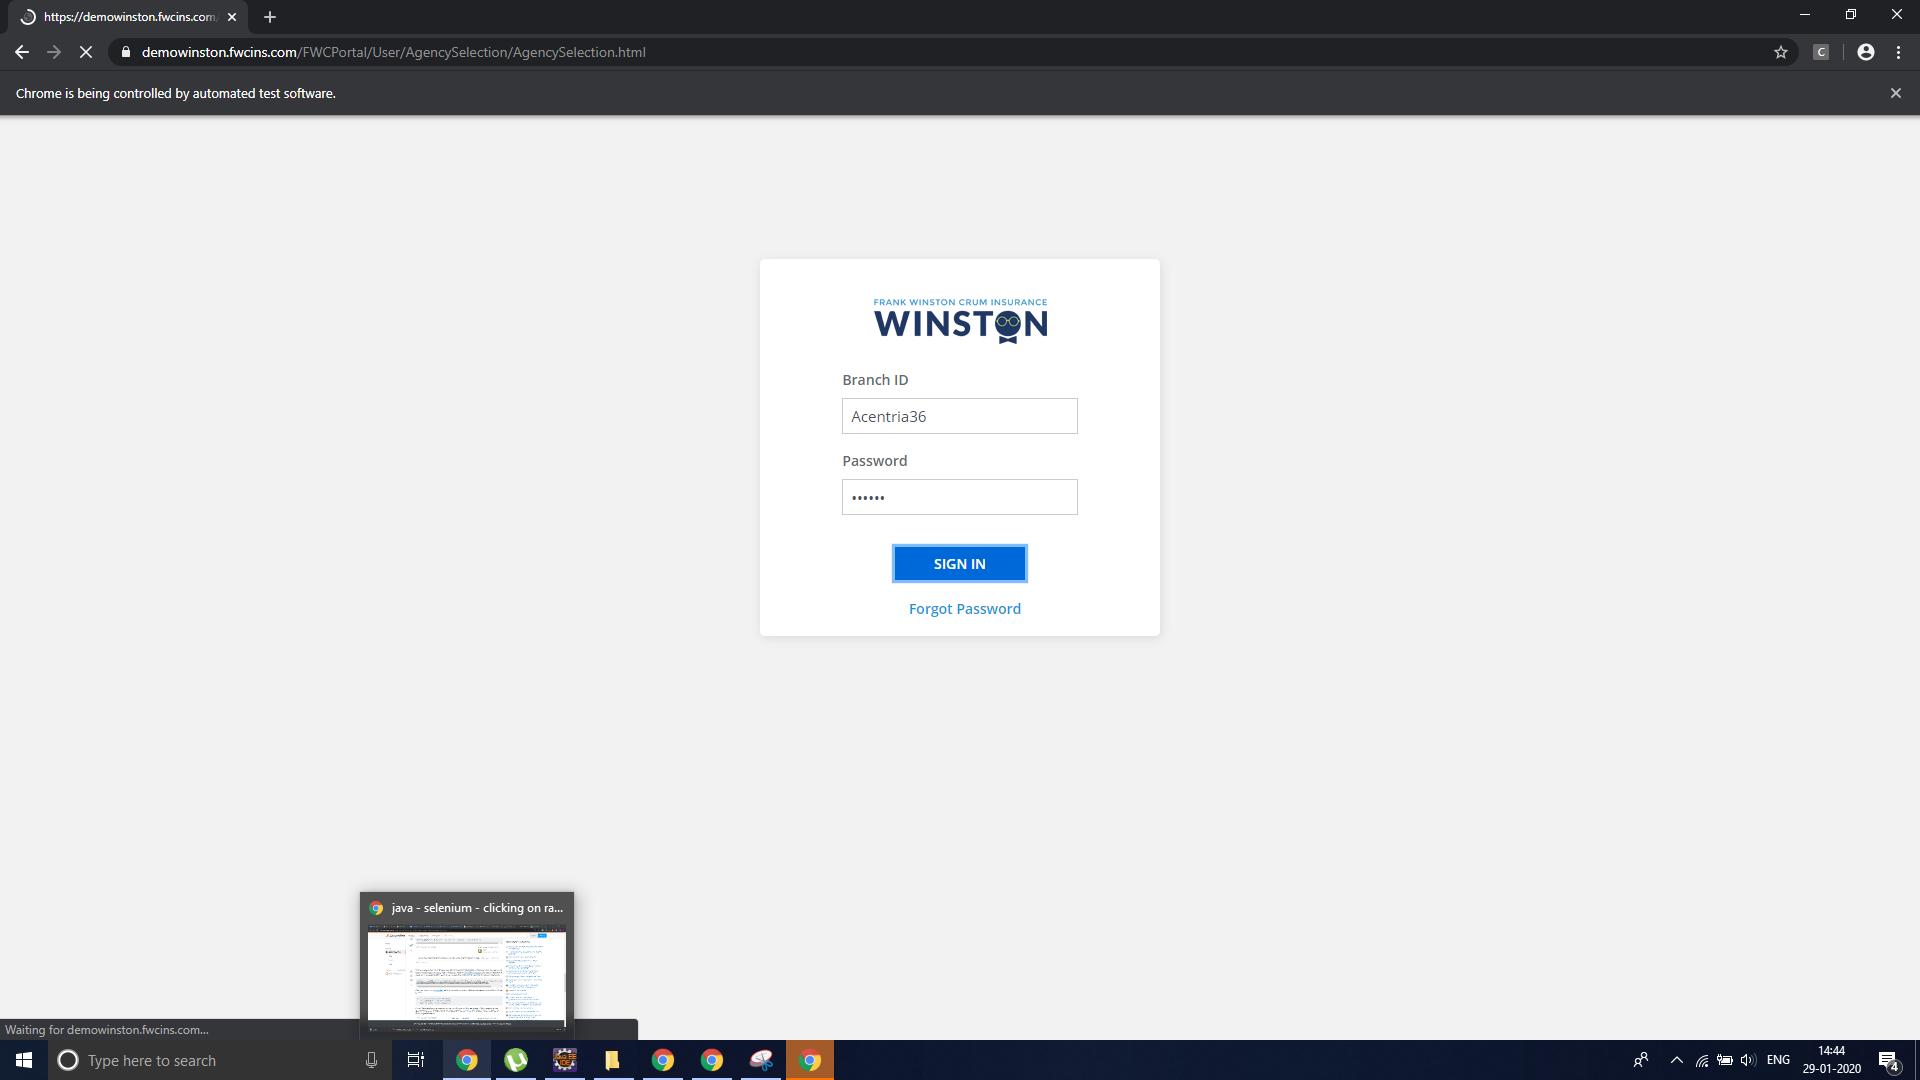 https://demowinston.fwcins.com/
demowinston.fwcins.com/FWCPortal/User/AgencySelection/AgencySelection.html
C
Chrome is being controlled by automated test software.
FRANK WINSTON CRUM INSURANCE
WINSTON
Branch ID
Acentria36
Password
••••••
SIGN IN
Forgot Password
java - selenium - clicking on ra...
Waiting for demowinston.fwcins.com...
Type here to search
ENG
14:44
29-01-2020
4